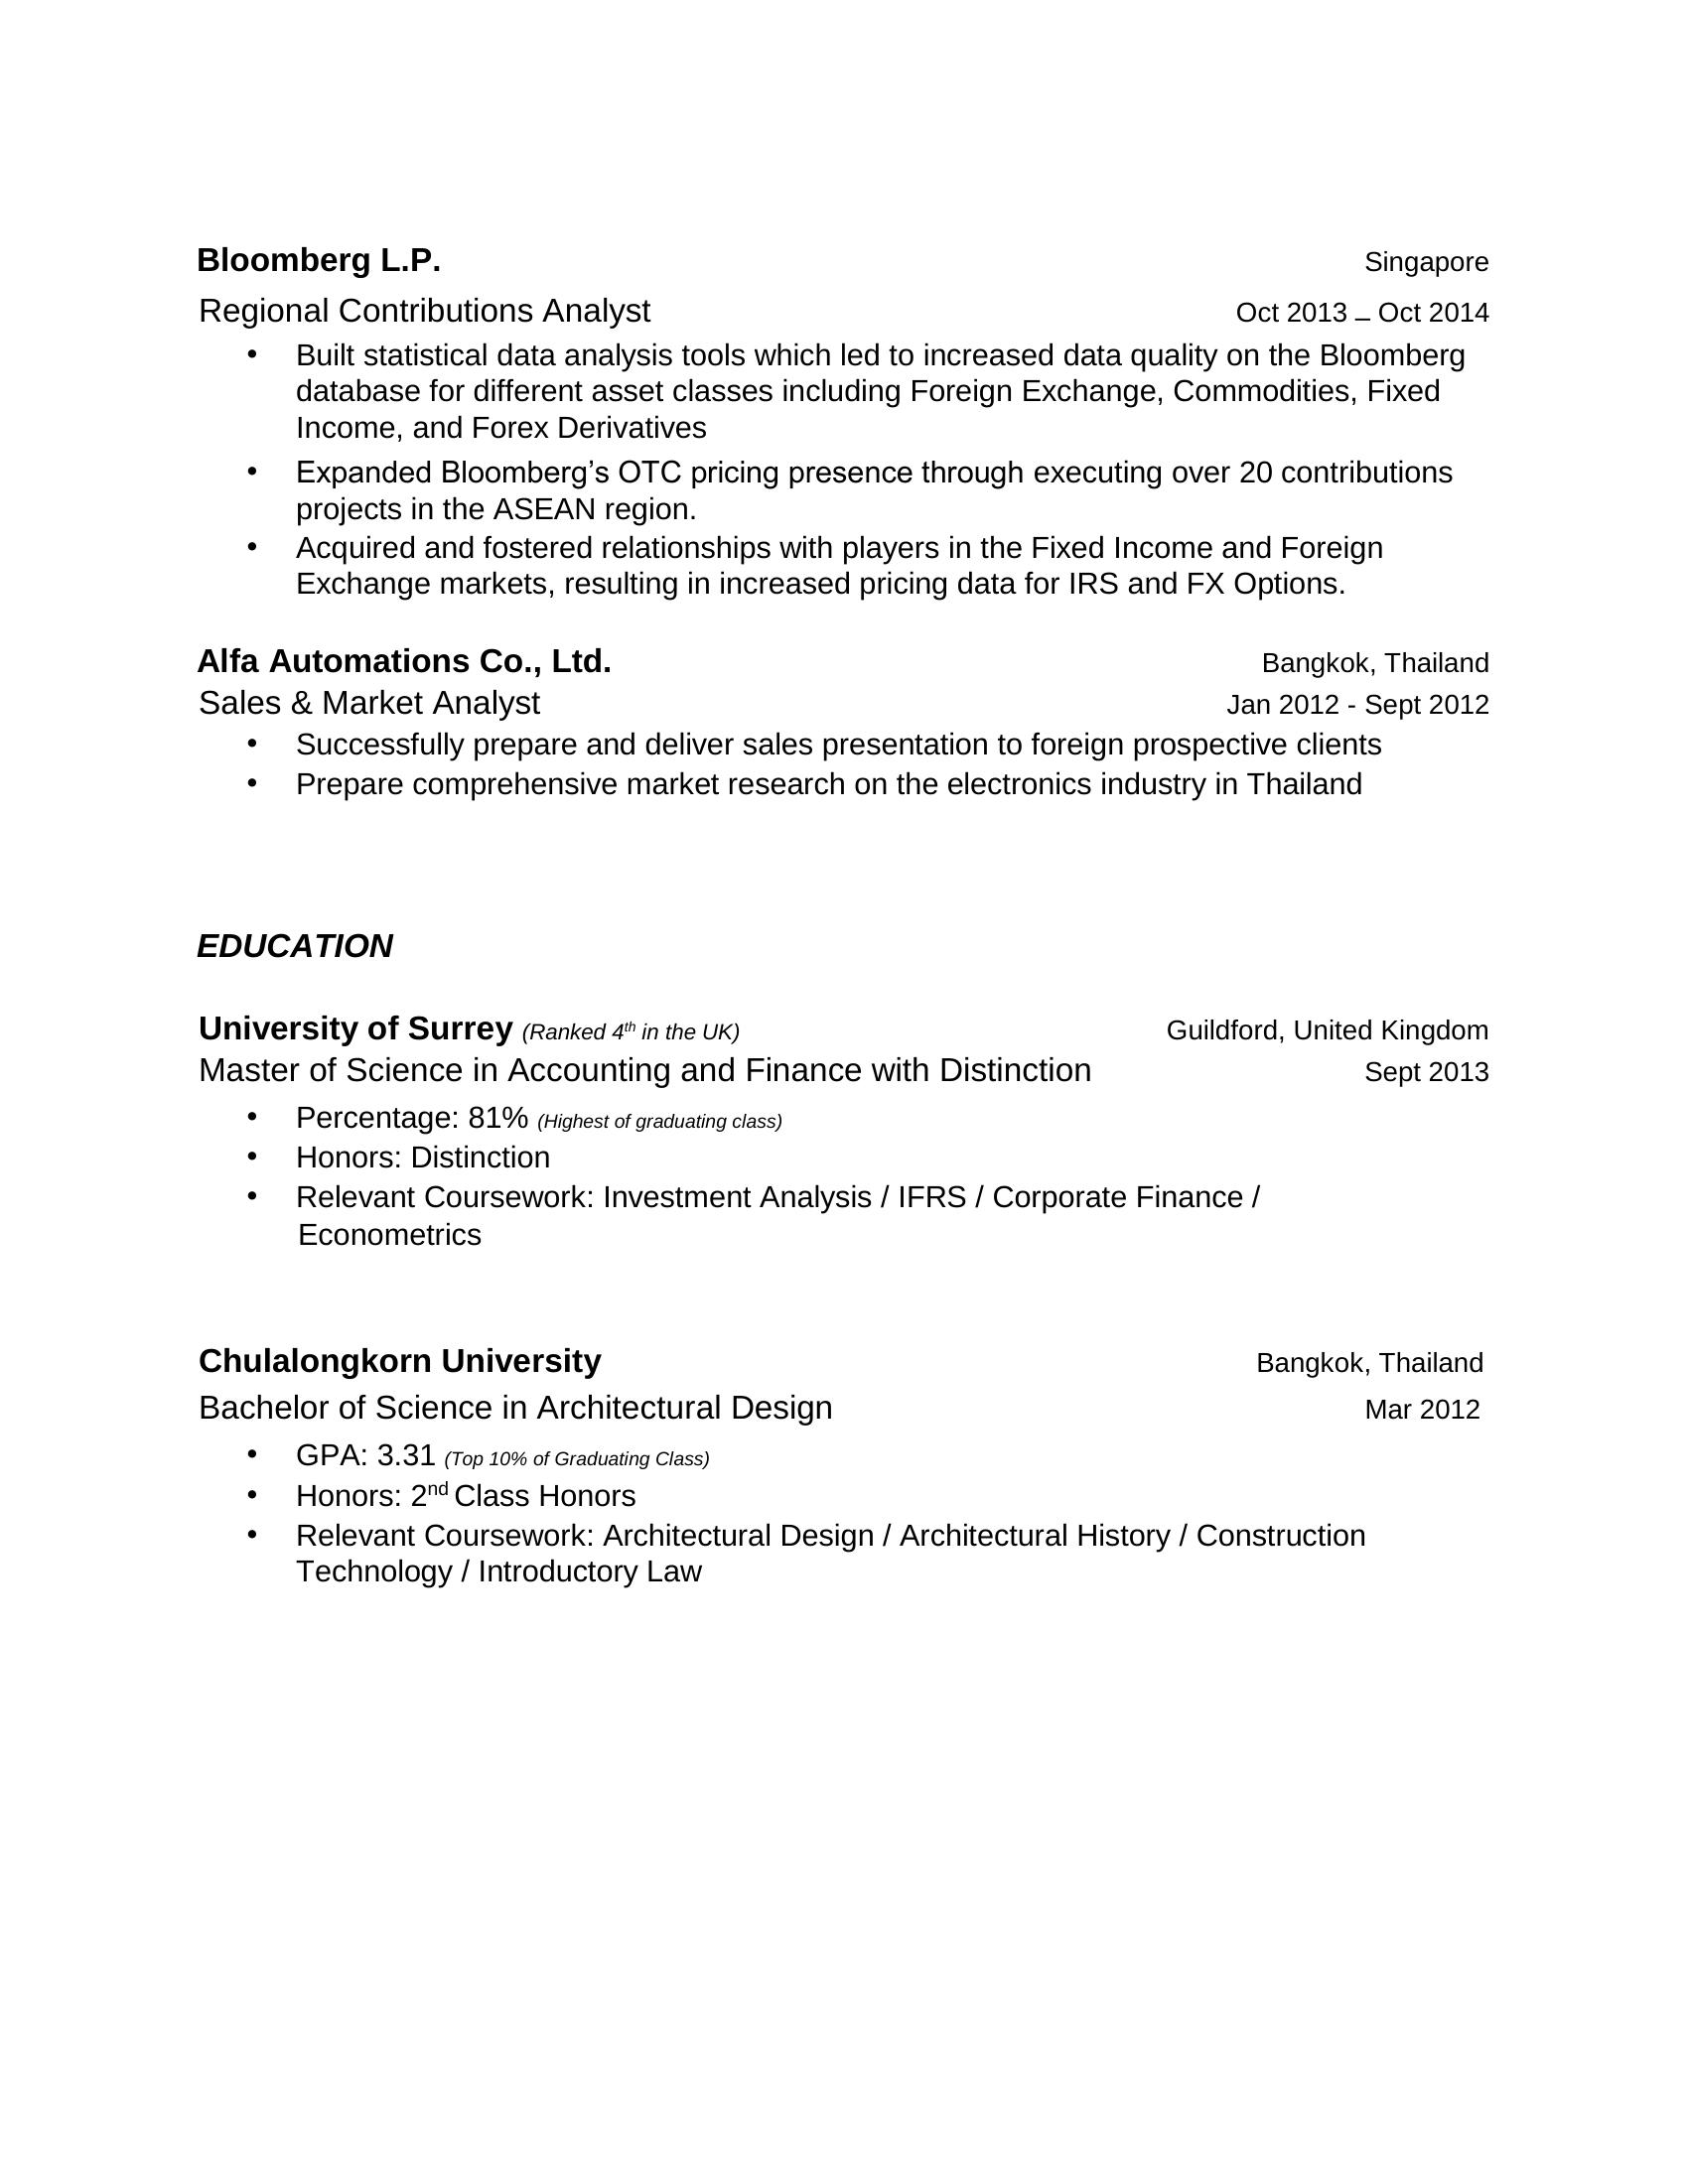 Bloomberg L.P. Singapore
Regional Contributions Analyst Oct 2013 – Oct 2014
• Built statistical data analysis tools which led to increased data quality on the Bloomberg
database for different asset classes including Foreign Exchange, Commodities, Fixed
Income, and Forex Derivatives
• Expanded Bloomberg’s OTC pricing presence through executing over 20 contributions
projects in the ASEAN region.
• Acquired and fostered relationships with players in the Fixed Income and Foreign
Exchange markets, resulting in increased pricing data for IRS and FX Options.
Alfa Automations Co., Ltd. Bangkok, Thailand
Sales & Market Analyst Jan 2012 - Sept 2012
• Successfully prepare and deliver sales presentation to foreign prospective clients
• Prepare comprehensive market research on the electronics industry in Thailand
EDUCATION
University of Surrey (Ranked 4th in the UK) Guildford, United Kingdom
Master of Science in Accounting and Finance with Distinction Sept 2013
• Percentage: 81% (Highest of graduating class)
• Honors: Distinction
• Relevant Coursework: Investment Analysis / IFRS / Corporate Finance /
Econometrics
Chulalongkorn University Bangkok, Thailand
Bachelor of Science in Architectural Design Mar 2012
• GPA: 3.31 (Top 10% of Graduating Class)
• Honors: 2nd Class Honors
• Relevant Coursework: Architectural Design / Architectural History / Construction
Technology / Introductory Law